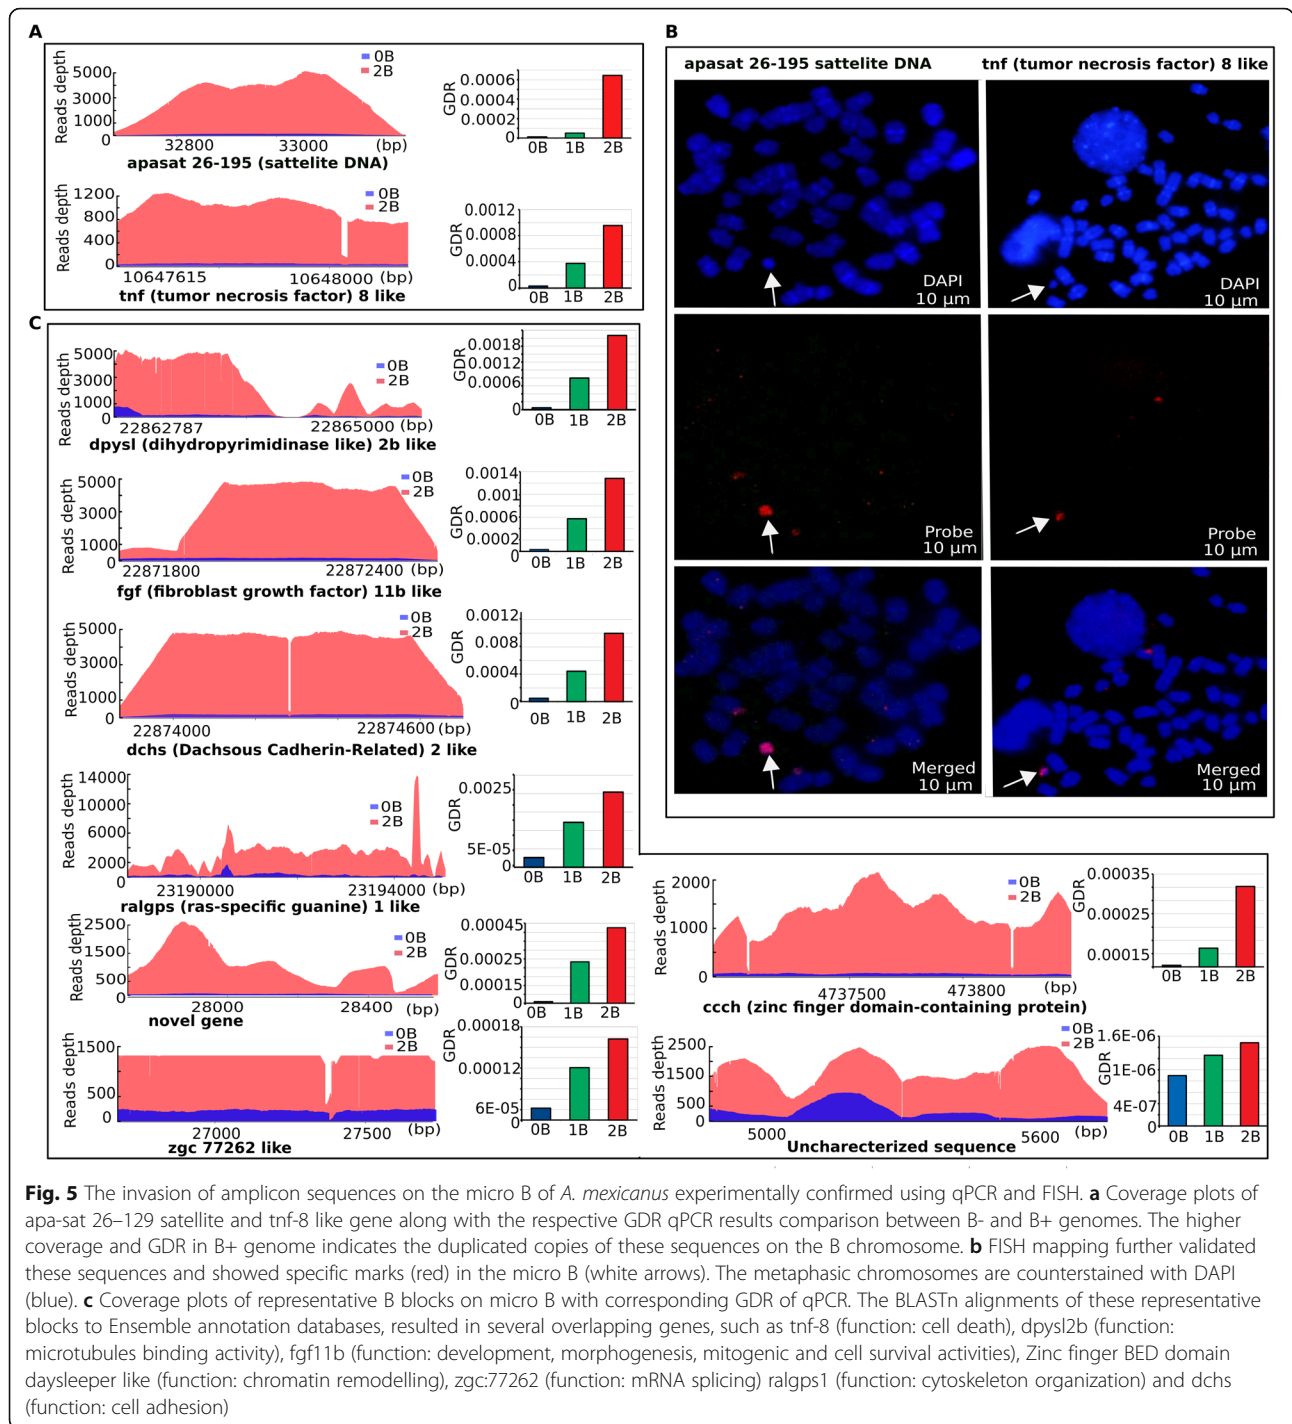 A
Reads depth
5000
3000
1000
0
0B
2B
32800 33000 (bp)
apasat 26-195 (sattelite DNA)
GDR
0.0006
0.0004
0.0002
0
0B 1B 2B
1200
800
400
0
0B
2B
10647615 10648000 (bp)
tnf (tumor necrosis factor) 8 like
GDR
0.0012
0.0008
0.0004
0
0B 1B 2B
B
apasat 26-195 sattelite DNA
tnf (tumor necrosis factor) 8 like
DAPI
10 µm
DAPI
10 µm
Probe
10 µm
Probe
10 µm
Merged
10 µm
Merged
10 µm
C
Reads depth
5000
3000
1000
0
0B
2B
22862787 22865000 (bp)
dpysl (dihydropyrimidinase like) 2b like
GDR
0.0018
0.0012
0.0006
0
0B 1B 2B
Reads depth
5000
3000
1000
0
0B
2B
22871800 22872400 (bp)
fgf (fibroblast growth factor) 11b like
GDR
0.0014
0.001
0.0006
0.0002
0
0B 1B 2B
Reads depth
5000
3000
1000
0
0B
2B
22874000 22874600 (bp)
dchs (Dachsous Cadherin-Related) 2 like
GDR
0.0012
0.0008
0.0004
0
0B 1B 2B
Reads depth
14000
10000
6000
2000
0
0B
2B
23190000 23194000 (bp)
ralgps (ras-specific guanine) 1 like
GDR
0.0025
5E-05
0
0B 1B 2B
Reads depth
2500
1500
500
0
0B
2B
28000 28400 (bp)
novel gene
GDR
0.00045
0.00025
0.00015
0
0B 1B 2B
Reads depth
1500
1000
500
0
0B
2B
27000 27500 (bp)
zgc 77262 like
GDR
0.00018
0.00012
6E-05
0
0B 1B 2B
Reads depth
2000
1000
0
0B
2B
4737500 473800 (bp)
ccch (zinc finger domain-containing protein)
GDR
0.00035
0.00025
0.00015
0
0B 1B 2B
Reads depth
2500
1500
500
0
0B
2B
5000 5600 (bp)
Uncharecterized sequence
GDR
1.6E-06
1E-06
4E-07
0
0B 1B 2B
Fig. 5 The invasion of amplicon sequences on the micro B of A. mexicanus experimentally confirmed using qPCR and FISH. a Coverage plots of
apa-sat 26–129 satellite and tnf-8 like gene along with the respective GDR qPCR results comparison between B- and B+ genomes. The higher
coverage and GDR in B+ genome indicates the duplicated copies of these sequences on the B chromosome. b FISH mapping further validated
these sequences and showed specific marks (red) in the micro B (white arrows). The metaphasic chromosomes are counterstained with DAPI
(blue). c Coverage plots of representative B blocks on micro B with corresponding GDR of qPCR. The BLASTn alignments of these representative
blocks to Ensemble annotation databases, resulted in several overlapping genes, such as tnf-8 (function: cell death), dpysl2b (function:
microtubules binding activity), fgf11b (function: development, morphogenesis, mitogenic and cell survival activities), Zinc finger BED domain
daysleeper like (function: chromatin remodelling), zgc:77262 (function: mRNA splicing) ralgps1 (function: cytoskeleton organization) and dchs
(function: cell adhesion)